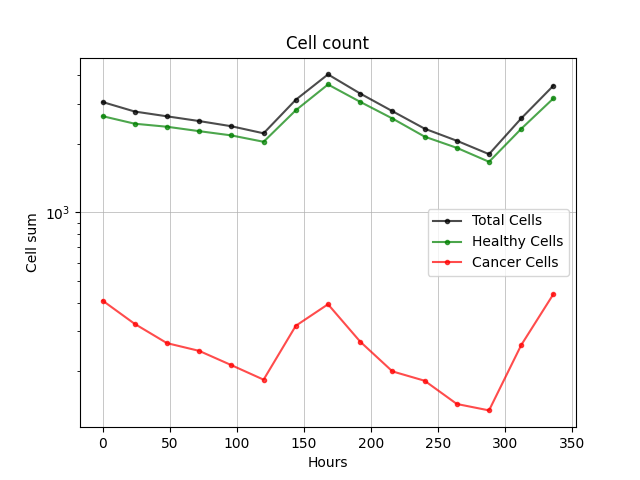 Cell count
Cell sum
10³
Total Cells
Healthy Cells
Cancer Cells
0 50 100 150 200 250 300 350
Hours